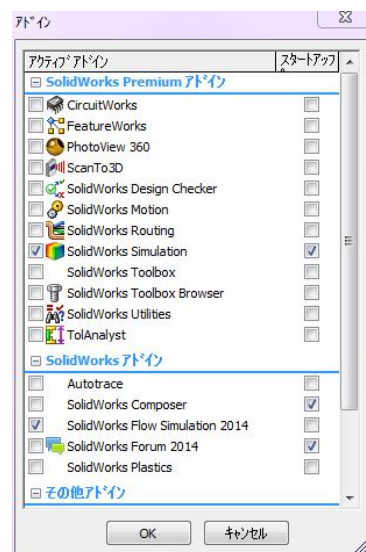 アドイン
アクティブアドイン スタートアップ
SolidWorks Premium アドイン
CircuitWorks
FeatureWorks
PhotoView 360
ScanTo3D
SolidWorks Design Checker
SolidWorks Motion
SolidWorks Routing
SolidWorks Simulation
SolidWorks Toolbox
SolidWorks Toolbox Browser
SolidWorks Utilities
TolAnalyst
SolidWorks アドイン
Autotrace
SolidWorks Composer
SolidWorks Flow Simulation 2014
SolidWorks Forum 2014
SolidWorks Plastics
その他アドイン
OK キャンセル